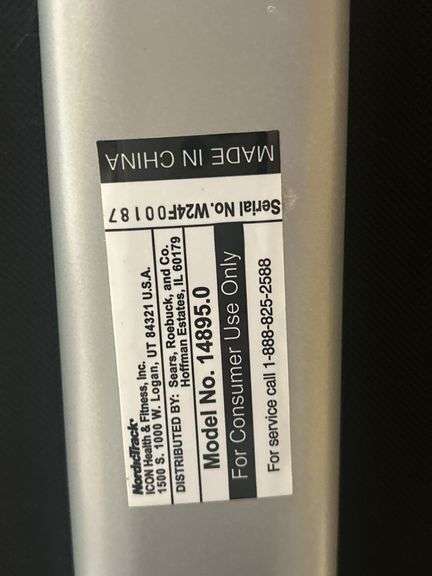 MADE IN CHINA
Serial No.W24F00187
NordicTrack®
ICON Health & Fitness, Inc.
1500 S. 1000 W. Logan, UT 84321 U.S.A.
DISTRIBUTED BY: Sears, Roebuck, and Co.
Hoffman Estates, IL 60179
Model No. 14895.0
For Consumer Use Only
For service call 1-888-825-2588